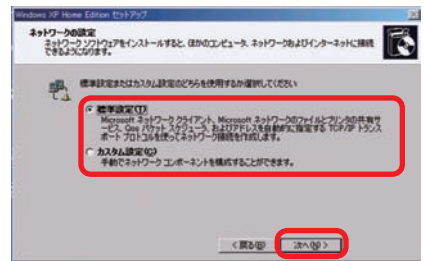 Windows XP Home Edition セットアップ
ネットワークの設定
ネットワーク ソフトウェアをインストールすると、ほかのコンピュータ、ネットワークおよびインターネットに接続
できるようになります。
標準設定またはカスタム設定のどちらを使用するか選択してください
標準設定(T)
Microsoft ネットワーク クライアント、Microsoft ネットワークのファイルとプリンタの共有サ
ービス、Qos パケット スケジューラ、およびアドレスを自動的に指定する TCP/IP トランス
ポート プロトコルを使ってネットワーク接続を作成します。
カスタム設定(C)
手動でネットワーク コンポーネントを構成することができます。
< 戻る(B)
次へ(N) >